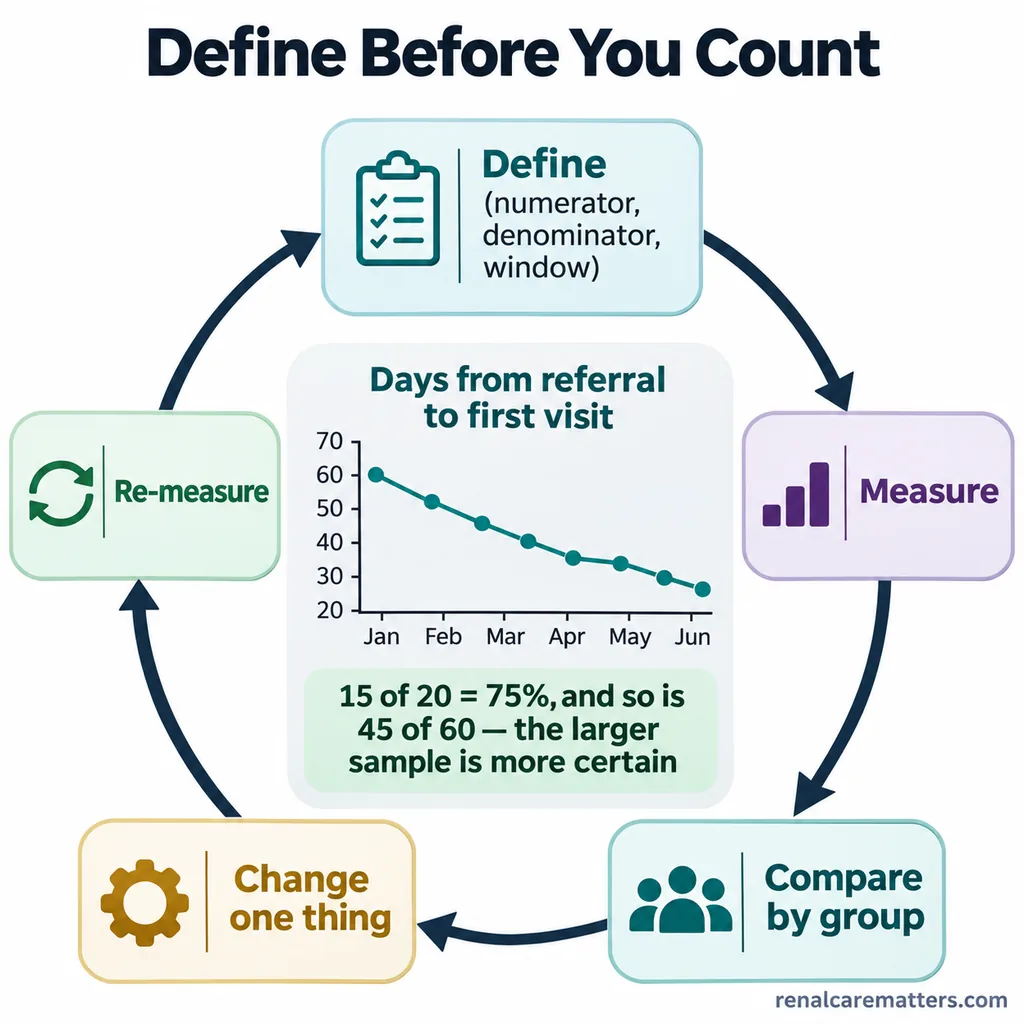 Define Before You Count
Define
(numerator,
denominator,
window)
Days from referral
to first visit
70
60
50
40
30
20
Jan Feb Mar Apr May Jun
15 of 20 = 75%, and so is
45 of 60 — the larger
sample is more certain
Re-measure
Measure
Change
one thing
Compare
by group
renalcarematters.com